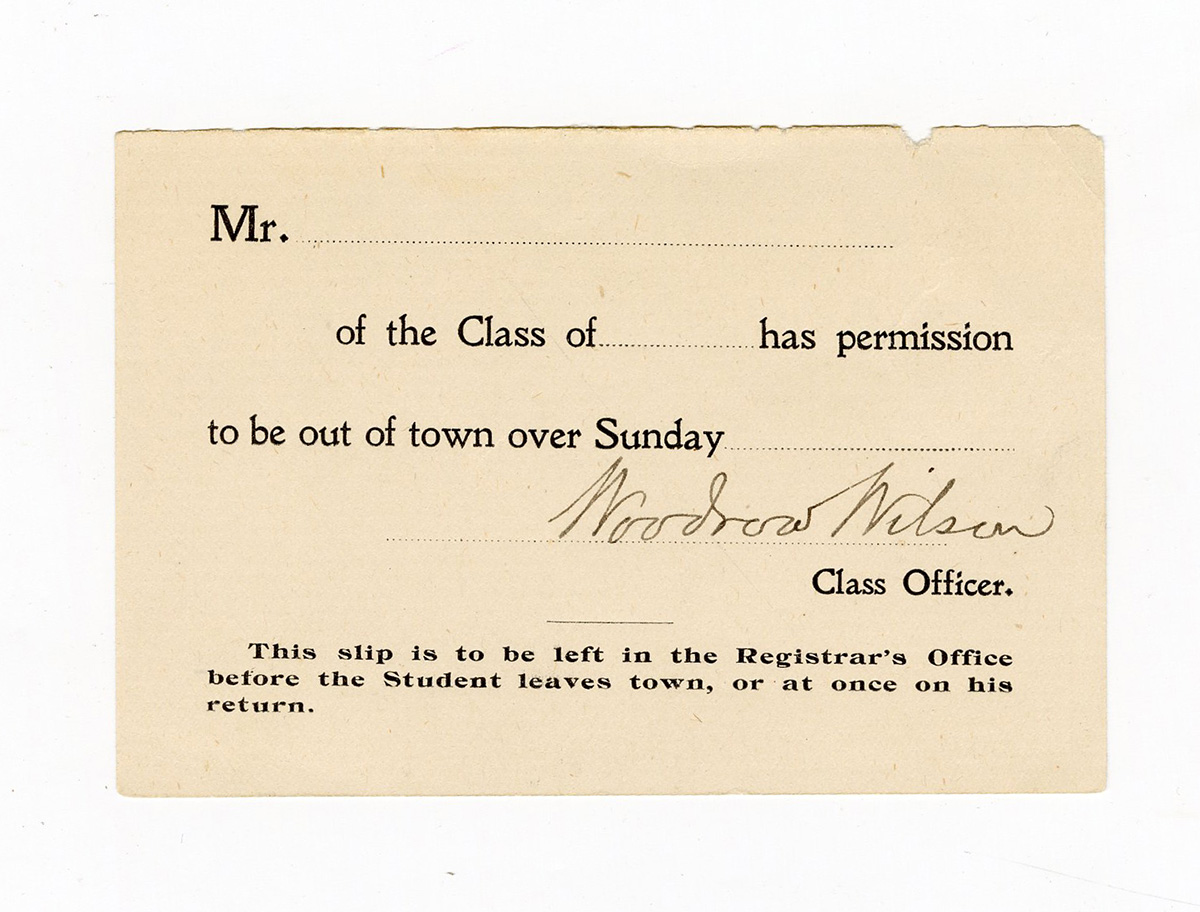 Mr.
of the Class of has permission
to be out of town over Sunday
Woodrow Wilson
Class Officer.
This slip is to be left in the Registrar's Office
before the Student leaves town, or at once on his
return.